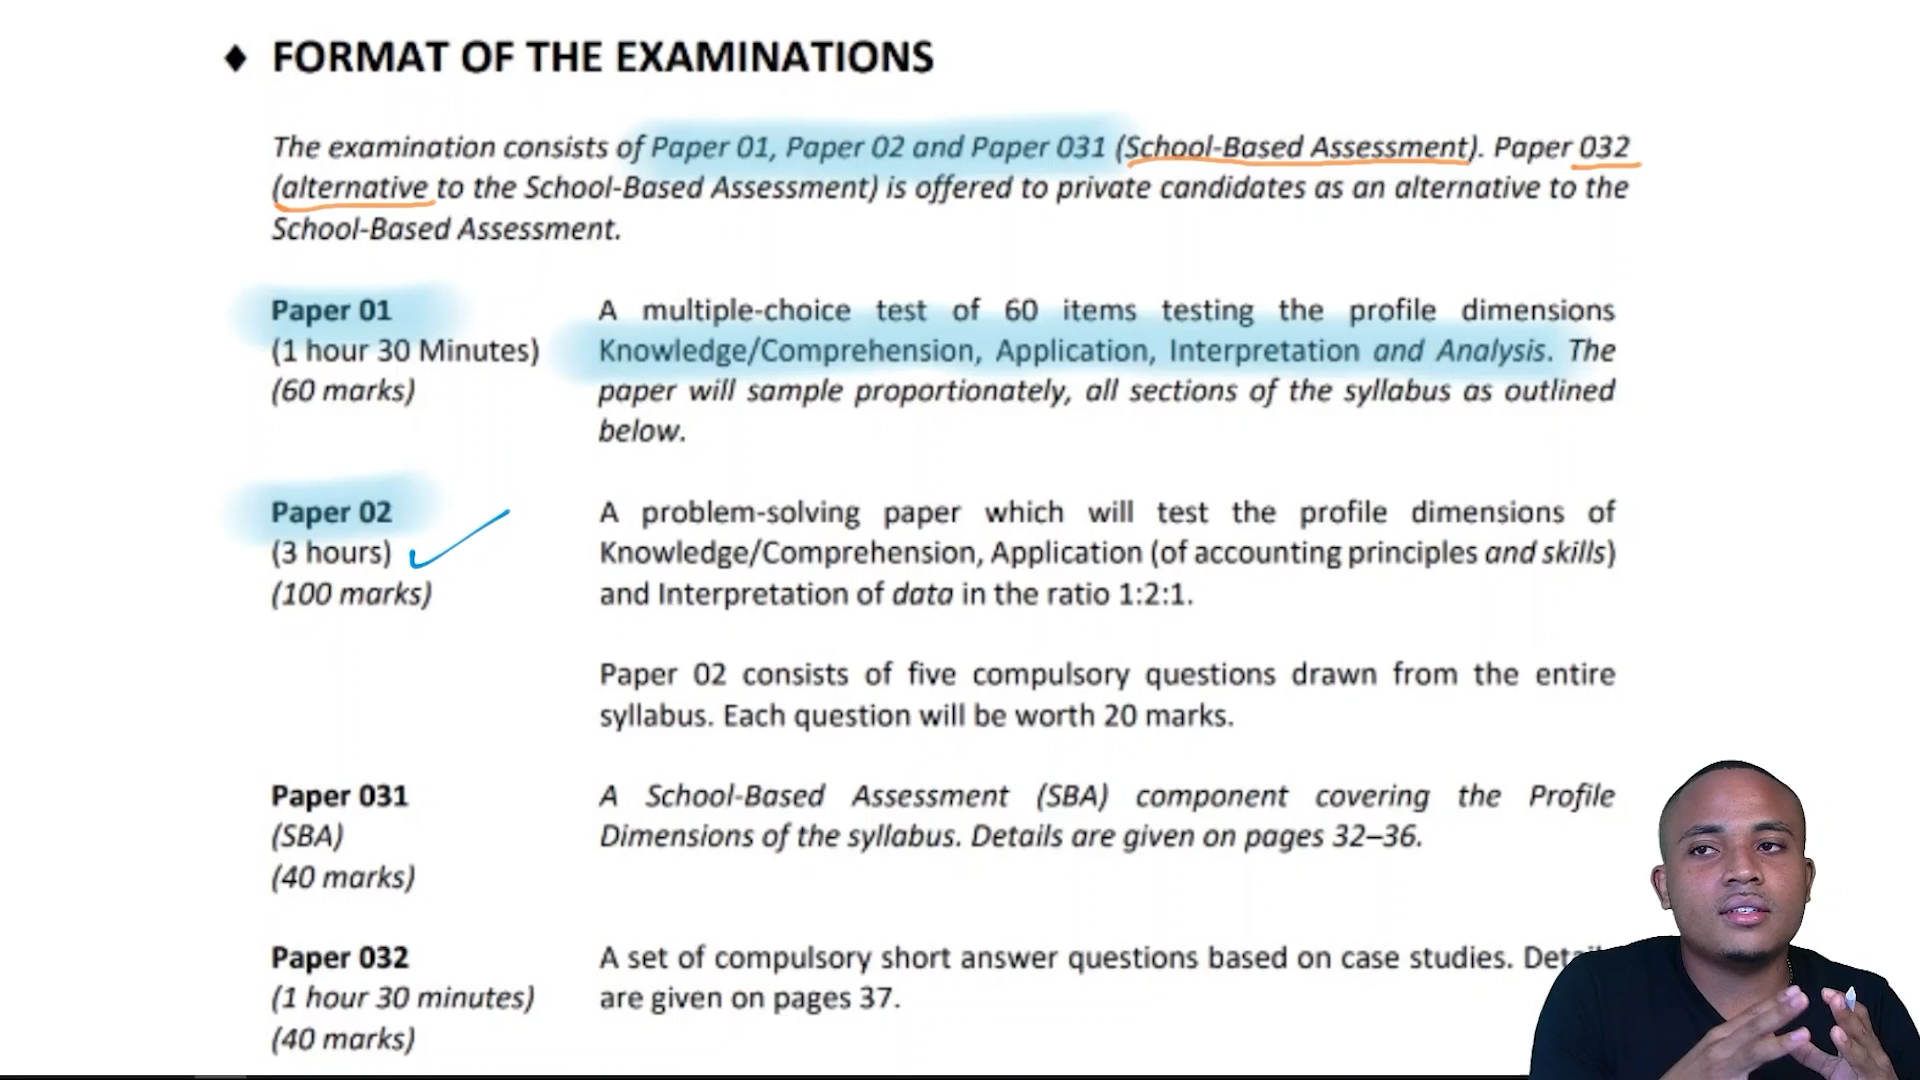 ♦ FORMAT OF THE EXAMINATIONS
The examination consists of Paper 01, Paper 02 and Paper 031 (School-Based Assessment). Paper 032
(alternative to the School-Based Assessment) is offered to private candidates as an alternative to the
School-Based Assessment.
Paper 01
(1 hour 30 Minutes)
(60 marks)
A multiple-choice test of 60 items testing the profile dimensions
Knowledge/Comprehension, Application, Interpretation and Analysis. The
paper will sample proportionately, all sections of the syllabus as outlined
below.
Paper 02
(3 hours)
(100 marks)
A problem-solving paper which will test the profile dimensions of
Knowledge/Comprehension, Application (of accounting principles and skills)
and Interpretation of data in the ratio 1:2:1.
Paper 02 consists of five compulsory questions drawn from the entire
syllabus. Each question will be worth 20 marks.
Paper 031
(SBA)
(40 marks)
A School-Based Assessment (SBA) component covering the Profile
Dimensions of the syllabus. Details are given on pages 32–36.
Paper 032
(1 hour 30 minutes)
(40 marks)
A set of compulsory short answer questions based on case studies.
are given on pages 37.